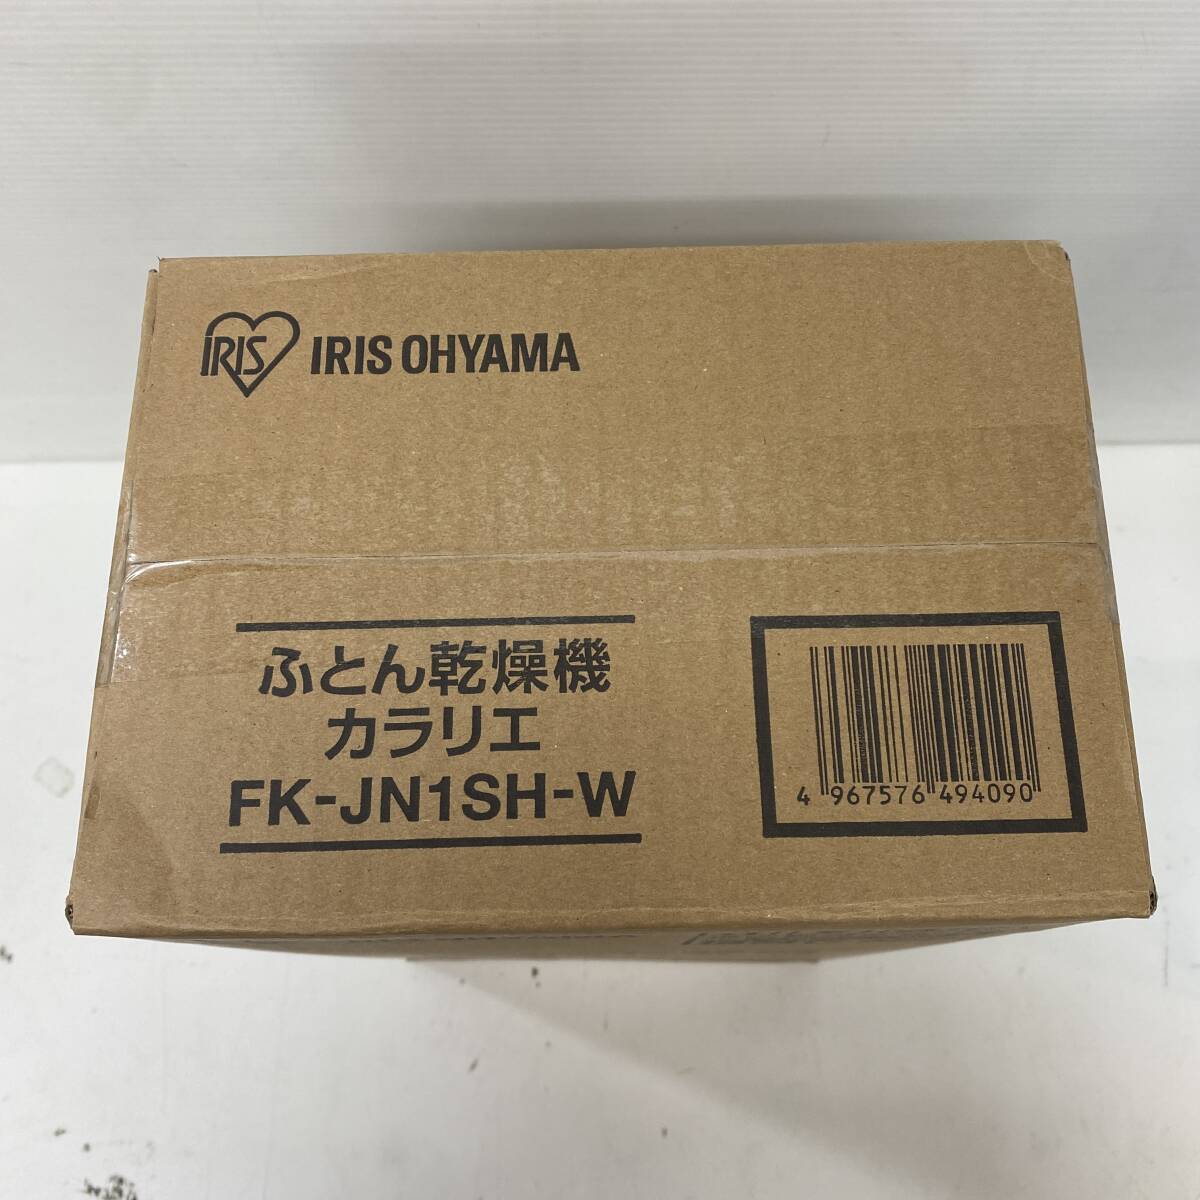 IRIS IRIS OHYAMA
ふとん乾燥機
カラリエ
FK-JN1SH-W
4 967576 494090